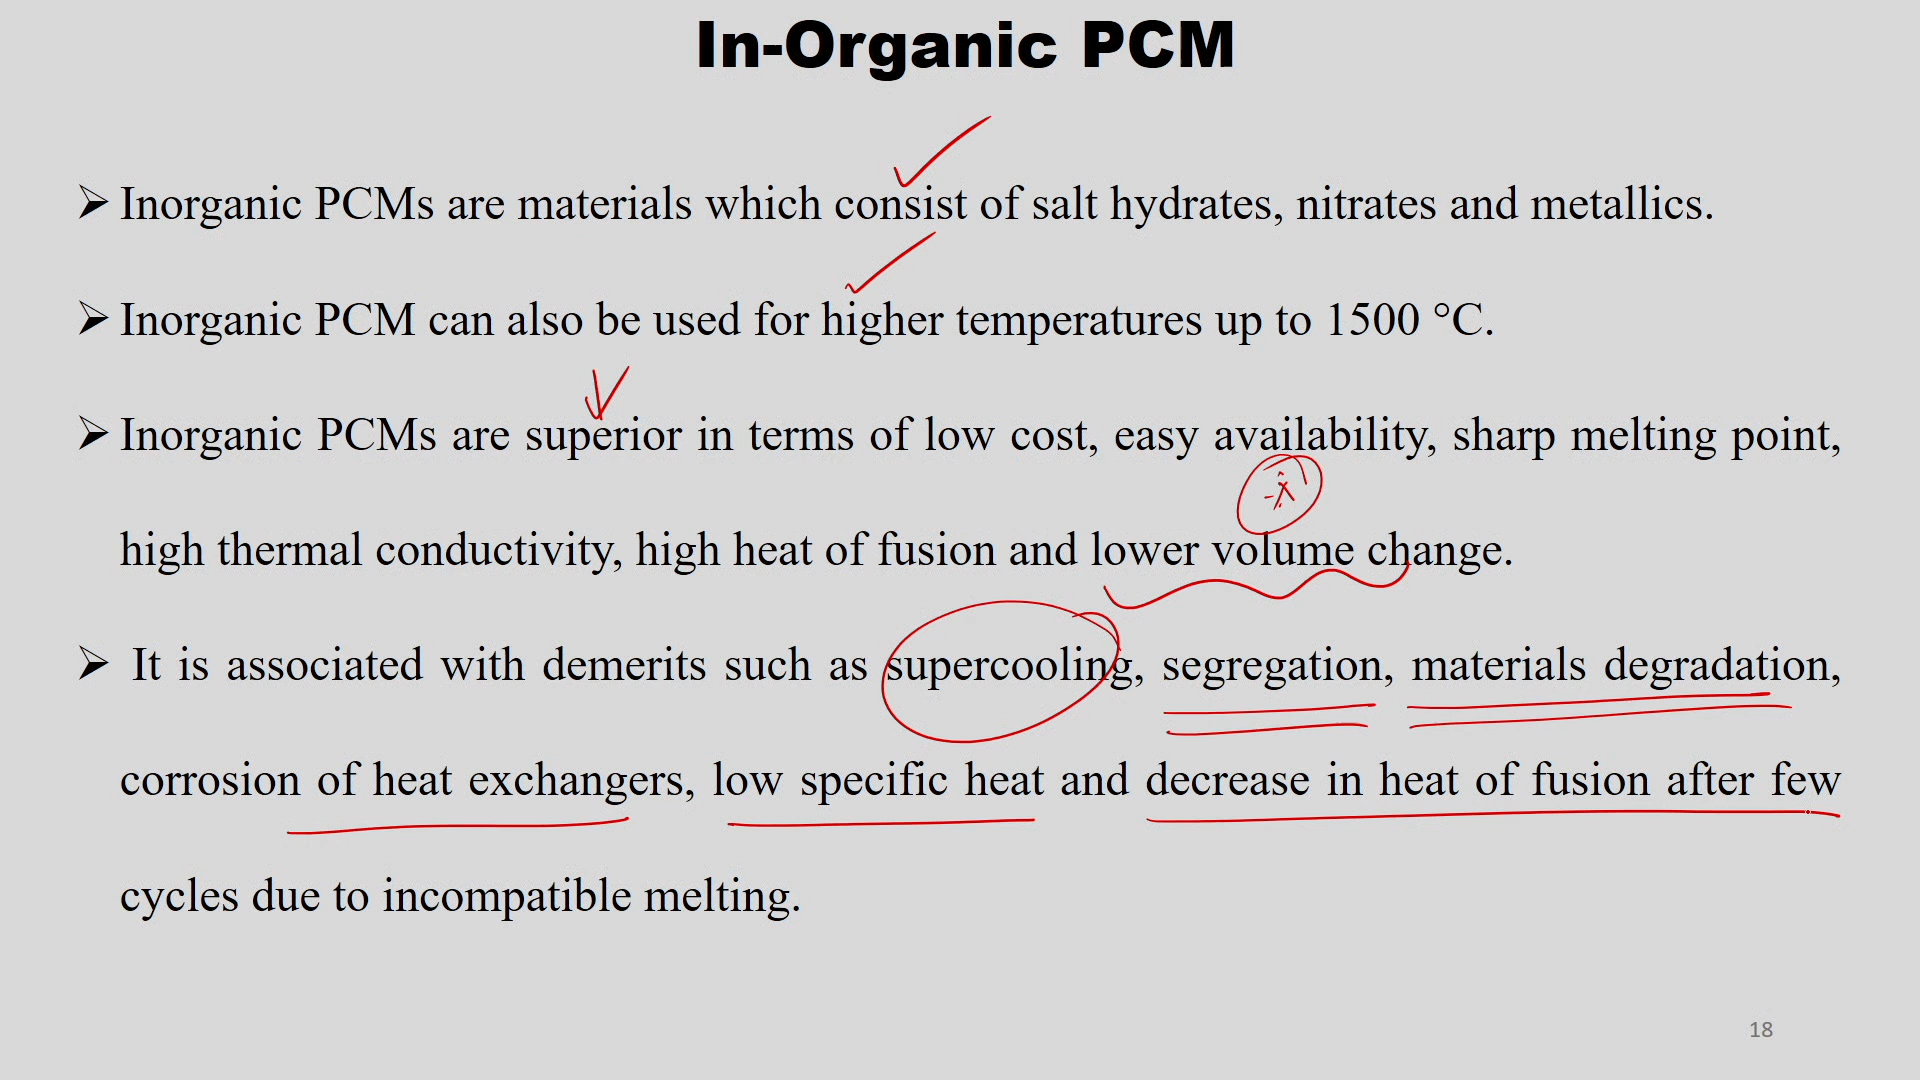 In-Organic PCM
➢ Inorganic PCMs are materials which consist of salt hydrates, nitrates and metallics.
➢ Inorganic PCM can also be used for higher temperatures up to 1500 °C.
➢ Inorganic PCMs are superior in terms of low cost, easy availability, sharp melting point,
high thermal conductivity, high heat of fusion and lower volume change.
➢ It is associated with demerits such as supercooling, segregation, materials degradation,
corrosion of heat exchangers, low specific heat and decrease in heat of fusion after few
cycles due to incompatible melting.
18